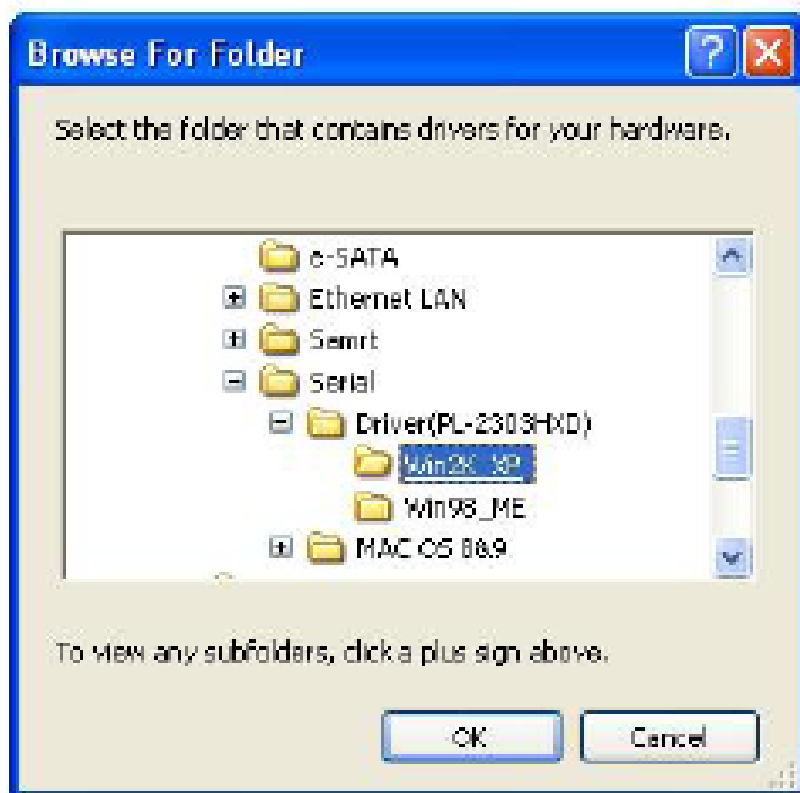 Browse For Folder
Select the folder that contains drivers for your hardware.
e-SATA
Ethernet LAN
Samrt
Serial
Driver(PL-2303HXD)
Win2K_XP
Win98_ME
MAC OS 8&9
To view any subfolders, click a plus sign above.
OK
Cancel